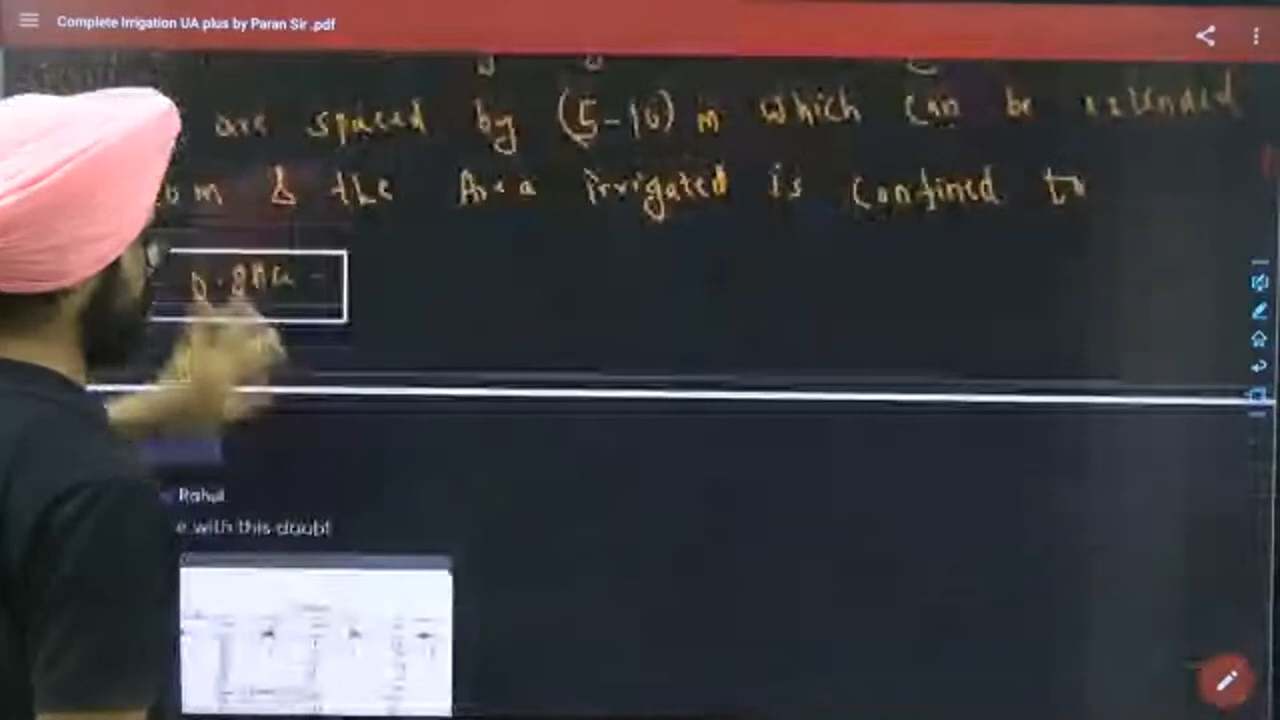 Complete Irrigation UA plus by Paran Sir .pdf
are spaced by (5-10) m which can be extended
m & the Area irrigated is confined to
Rahul
e with this doubt